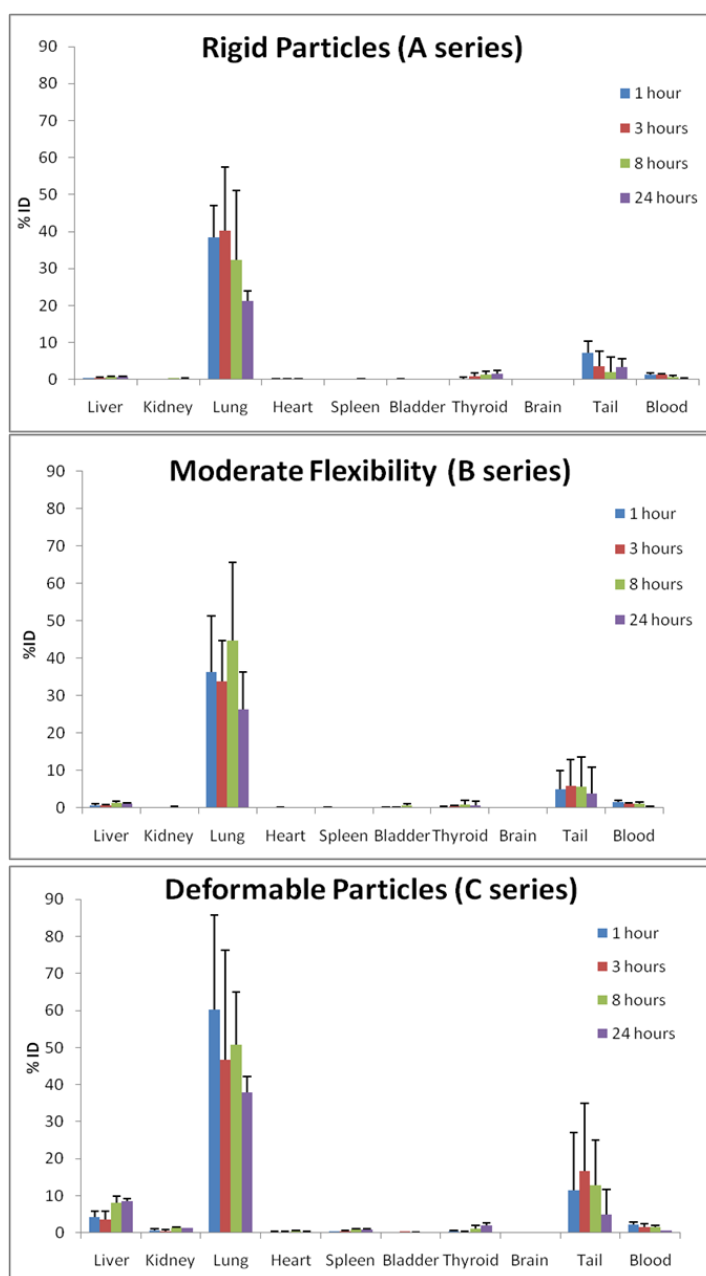 Rigid Particles (A series)
1 hour
3 hours
8 hours
24 hours
% ID
90
80
70
60
50
40
30
20
10
0
Liver Kidney Lung Heart Spleen Bladder Thyroid Brain Tail Blood
Moderate Flexibility (B series)
1 hour
3 hours
8 hours
24 hours
%ID
90
80
70
60
50
40
30
20
10
0
Liver Kidney Lung Heart Spleen Bladder Thyroid Brain Tail Blood
Deformable Particles (C series)
1 hour
3 hours
8 hours
24 hours
% ID
90
80
70
60
50
40
30
20
10
0
Liver Kidney Lung Heart Spleen Bladder Thyroid Brain Tail Blood